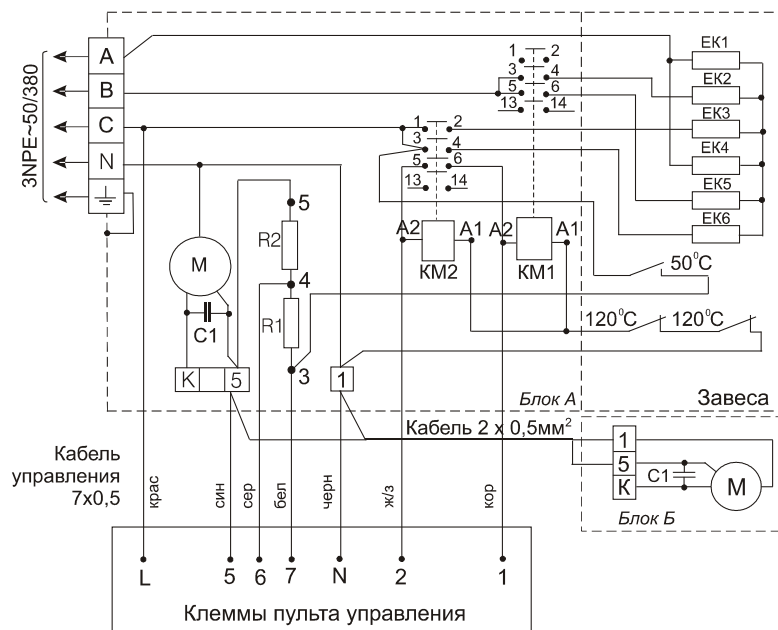 3NPE~50/380
A
B
C
N
1 2
3 4
5 6
13 14
1 2
3 4
5 6
13 14
EK1
EK2
EK3
EK4
EK5
EK6
A2 A1
KM2
A2 A1
KM1
50°C
120°C 120°C
M
C1
R2
R1
5
4
3
K 5
1
Блок А
Завеса
Кабель 2 x 0,5мм²
1
5
К
C1
M
Блок Б
Кабель
управления
7x0,5
крас
син
сер
бел
черн
ж/з
кор
L 5 6 7 N 2 1
Клеммы пульта управления